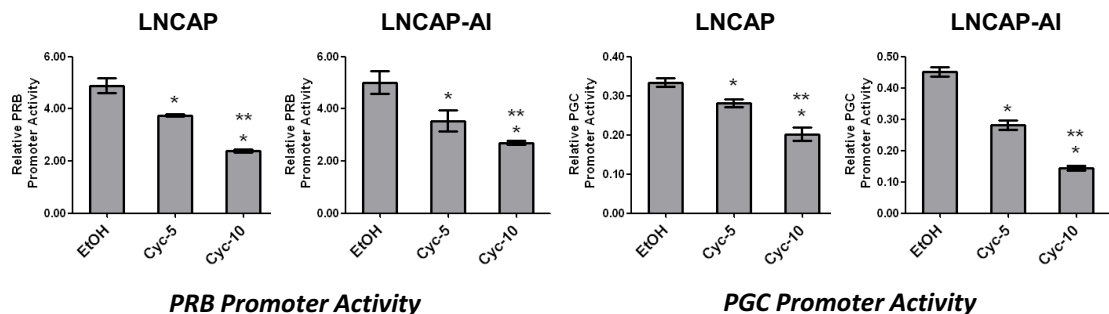 LNCAP
Relative PRB
Promoter Activity
6.00
4.00
2.00
0.00
*
**
*
EtOH
Cyc-5
Cyc-10
LNCAP-AI
Relative PRB
Promoter Activity
6.00
4.00
2.00
0.00
*
**
*
EtOH
Cyc-5
Cyc-10
PRB Promoter Activity
LNCAP
Relative PGC
Promoter Activity
0.40
0.30
0.20
0.10
0.00
*
**
*
EtOH
Cyc-5
Cyc-10
LNCAP-AI
Relative PGC
Promoter Activity
0.50
0.40
0.30
0.20
0.10
0.00
*
**
*
EtOH
Cyc-5
Cyc-10
PGC Promoter Activity